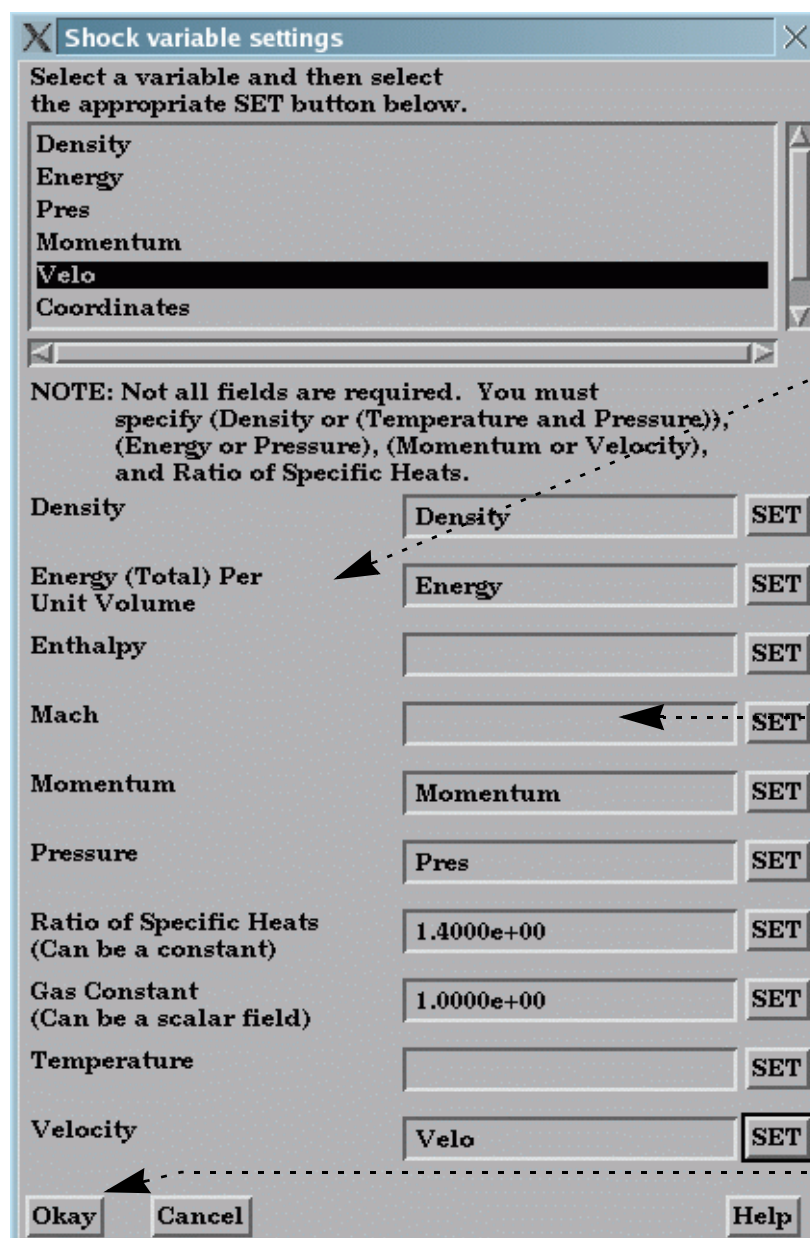 Shock variable settings
Select a variable and then select
the appropriate SET button below.
Density
Energy
Pres
Momentum
Velo
Coordinates
NOTE: Not all fields are required. You must
specify (Density or (Temperature and Pressure)),
(Energy or Pressure), (Momentum or Velocity),
and Ratio of Specific Heats.
Density Density SET
Energy (Total) Per
Unit Volume Energy SET
Enthalpy SET
Mach SET
Momentum Momentum SET
Pressure Pres SET
Ratio of Specific Heats
(Can be a constant) 1.4000e+00 SET
Gas Constant
(Can be a scalar field) 1.0000e+00 SET
Temperature SET
Velocity Velo SET
Okay Cancel Help